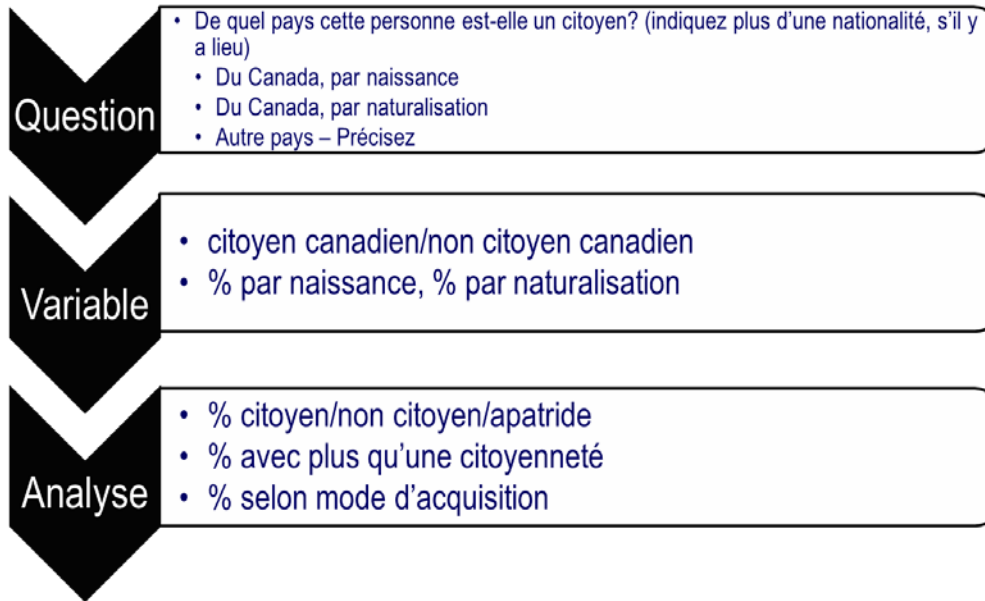 Question
• De quel pays cette personne est-elle un citoyen? (indiquez plus d'une nationalité, s'il y
a lieu)
• Du Canada, par naissance
• Du Canada, par naturalisation
• Autre pays – Précisez
Variable
• citoyen canadien/non citoyen canadien
• % par naissance, % par naturalisation
Analyse
• % citoyen/non citoyen/apatride
• % avec plus qu'une citoyenneté
• % selon mode d'acquisition